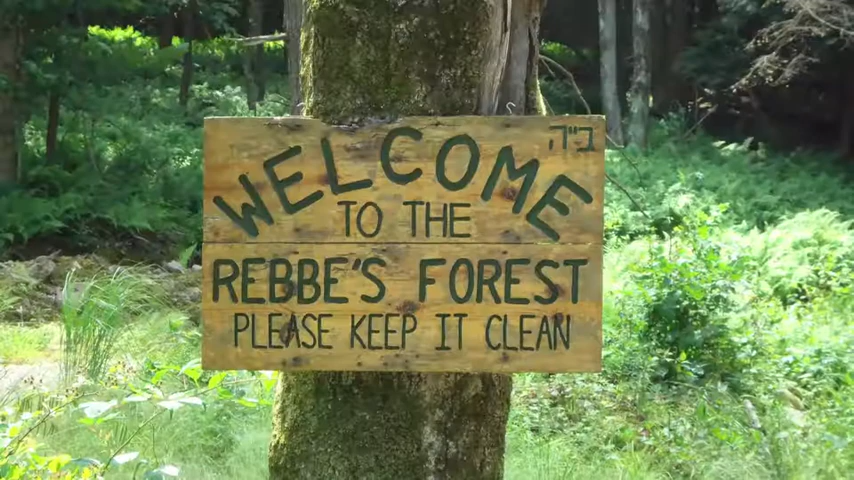 ב"ה
WELCOME
TO THE
REBBE'S FOREST
PLEASE KEEP IT CLEAN